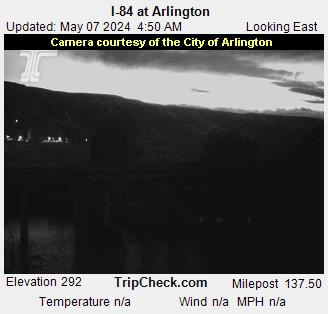 I-84 at Arlington
Updated: May 07 2024 4:50 AM Looking East
Camera courtesy of the City of Arlington
Elevation 292 TripCheck.com Milepost 137.50
Temperature n/a Wind n/a MPH n/a